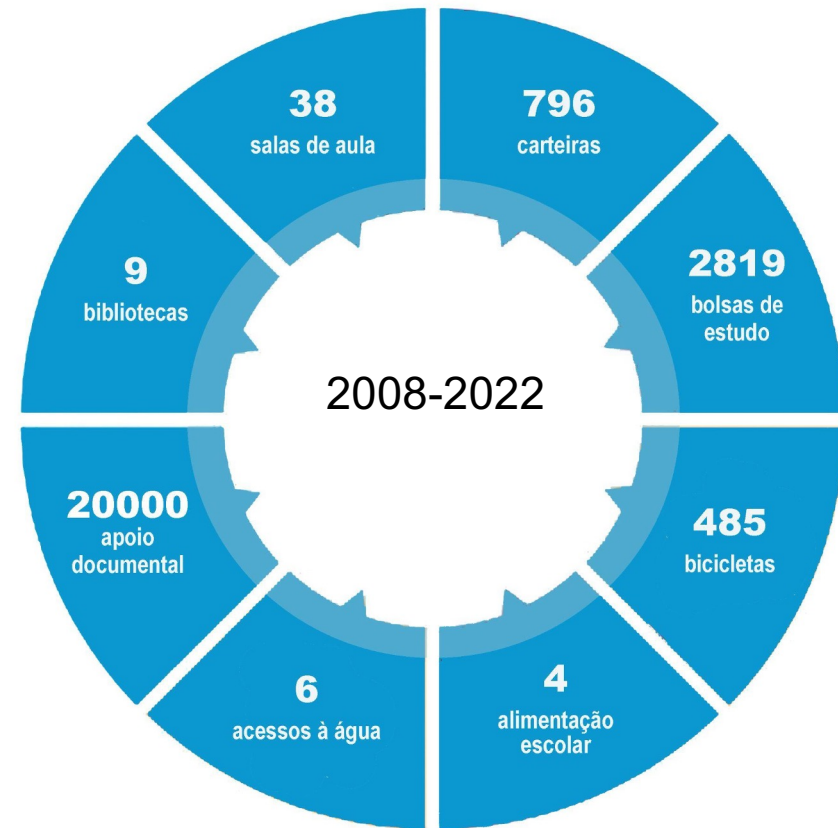 38
salas de aula
796
carteiras
2819
bolsas de
estudo
485
bicicletas
4
alimentação
escolar
6
acessos à água
20000
apoio
documental
9
bibliotecas
2008-2022